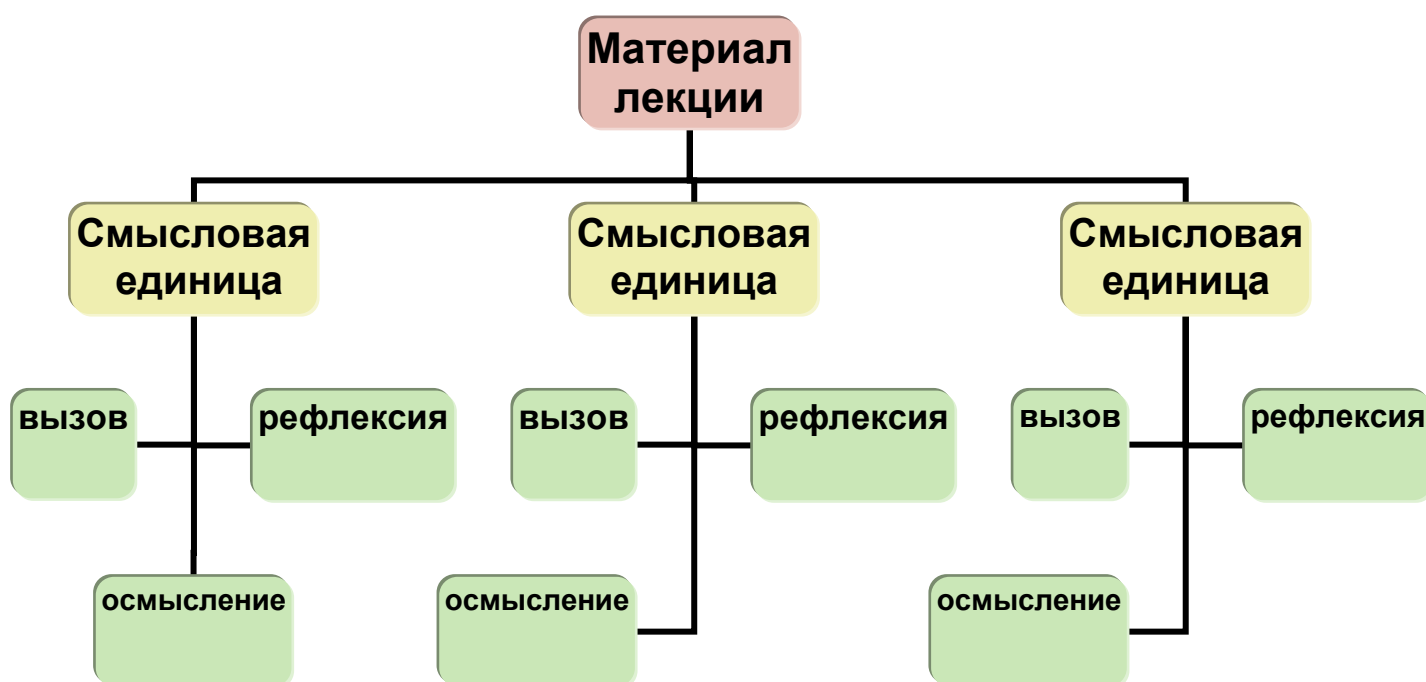 Материал
лекции
Смысловая
единица
Смысловая
единица
Смысловая
единица
вызов
рефлексия
вызов
рефлексия
вызов
рефлексия
осмысление
осмысление
осмысление